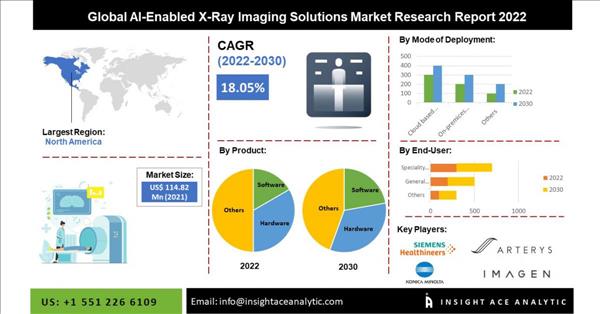 Global AI-Enabled X-Ray Imaging Solutions Market Research Report 2022
Largest Region:
North America
Market Size:
US$ 114.82
Mn (2021)
CAGR
(2022-2030)
18.05%
By Product:
Others
Software
Hardware
2022
Others
Software
Hardware
2030
By Mode of Deployment:
500
400
300
200
100
0
Cloud based...
On-premices...
Others
2022
2030
By End-User:
Speciality...
General...
Others
0
500
1000
2022
2030
Key Players:
SIEMENS
Healthineers
ARTERYS
KONICA MINOLTA
IMAGEN
US: +1 551 226 6109
Email: info@insightaceanalytic.com
INSIGHT ACE ANALYTIC